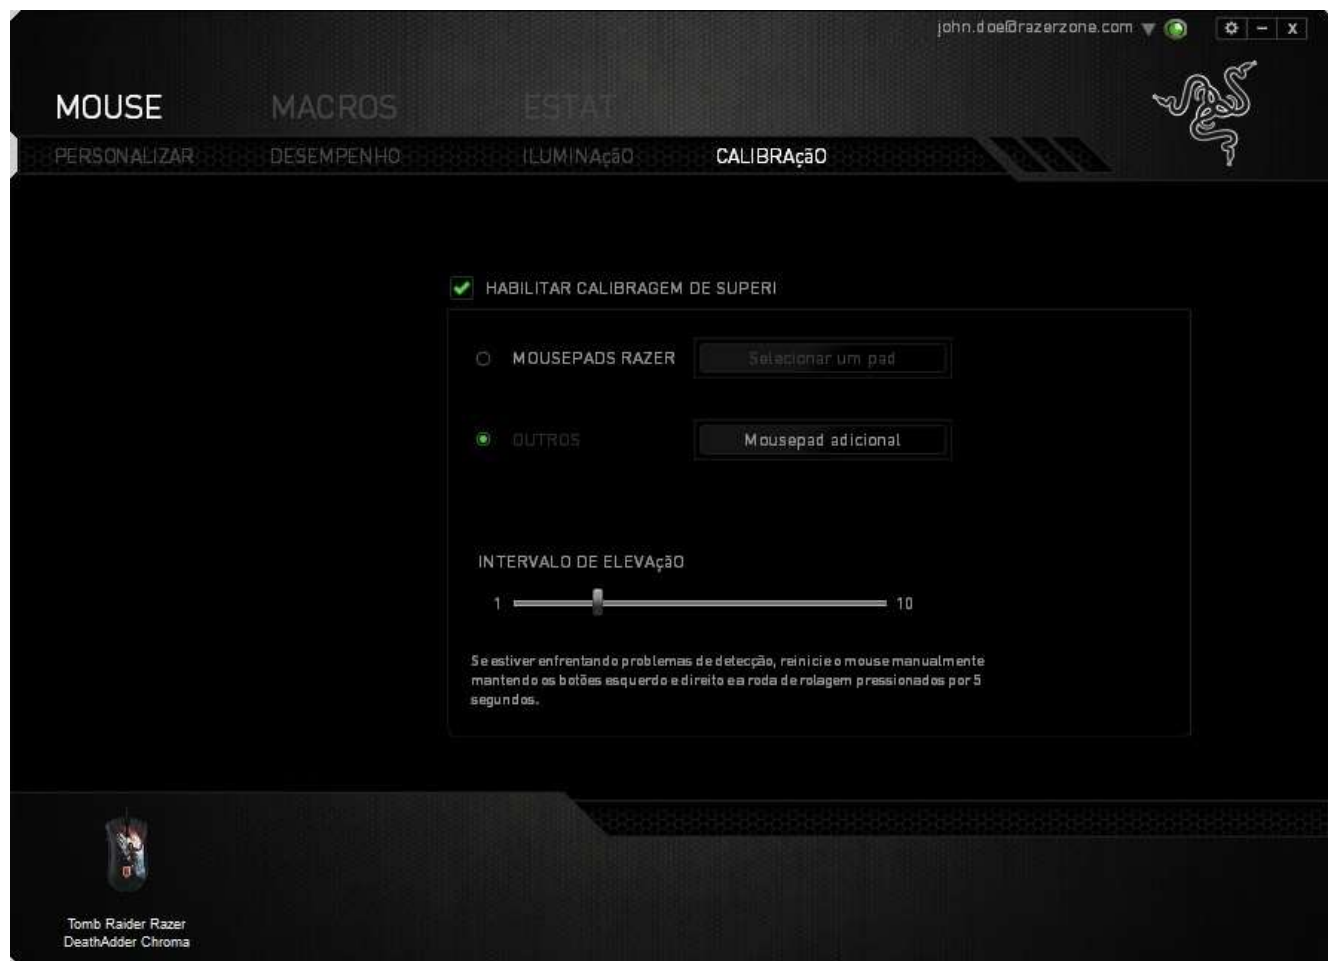 john.doe@razerzone.com
MOUSE MACROS ESTAT
PERSONALIZAR DESEMPENHO ILUMINAçãO CALIBRAçãO
HABILITAR CALIBRAGEM DE SUPERI
MOUSEPADS RAZER Selecionar um pad
OUTROS Mousepad adicional
INTERVALO DE ELEVAçãO
1 10
Se estiver enfrentando problemas de detecção, reinicie o mouse manualmente
mantendo os botões esquerdo e direito e a roda de rolagem pressionados por 5
segundos.
Tomb Raider Razer
DeathAdder Chroma